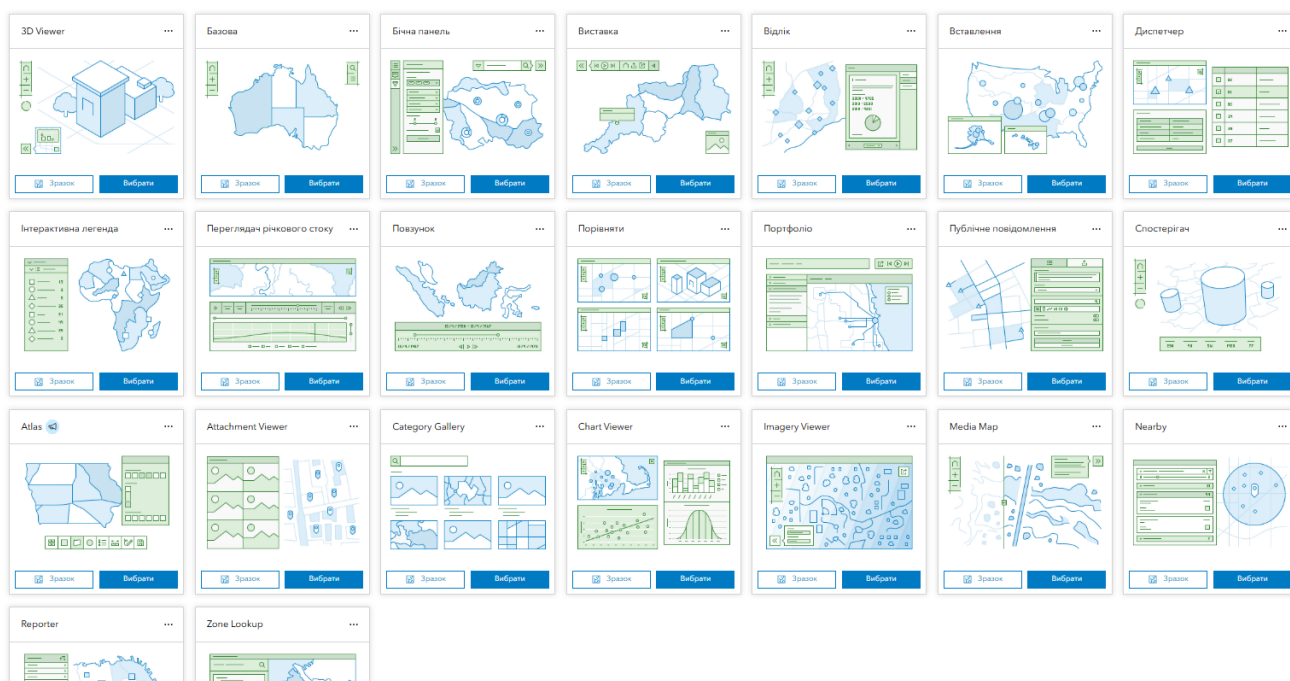 3D Viewer ... Базова ... Бічна панель ... Виставка ... Відлік ... Вставлення ... Диспетчер ...
Зразок Вибрати Зразок Вибрати Зразок Вибрати Зразок Вибрати Зразок Вибрати Зразок Вибрати Зразок Вибрати
Інтерактивна легенда ... Переглядач річкового стоку ... Повзунок ... Порівняти ... Портфоліо ... Публічне повідомлення ... Спостерігач ...
Зразок Вибрати Зразок Вибрати Зразок Вибрати Зразок Вибрати Зразок Вибрати Зразок Вибрати Зразок Вибрати
Atlas ... Attachment Viewer ... Category Gallery ... Chart Viewer ... Imagery Viewer ... Media Map ... Nearby ...
Зразок Вибрати Зразок Вибрати Зразок Вибрати Зразок Вибрати Зразок Вибрати Зразок Вибрати Зразок Вибрати
Reporter ... Zone Lookup ...